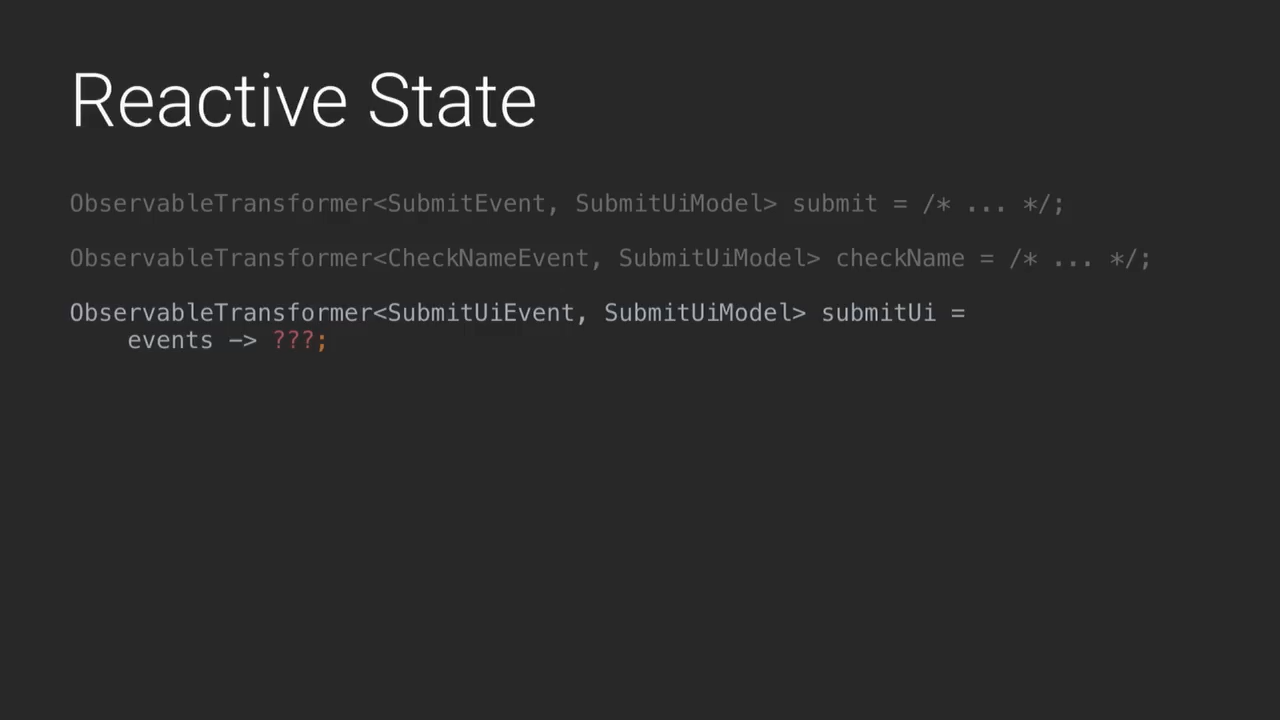 Reactive State
ObservableTransformer<SubmitEvent, SubmitUiModel> submit = /* ... */;
ObservableTransformer<CheckNameEvent, SubmitUiModel> checkName = /* ... */;
ObservableTransformer<SubmitUiEvent, SubmitUiModel> submitUi =
events -> ???;